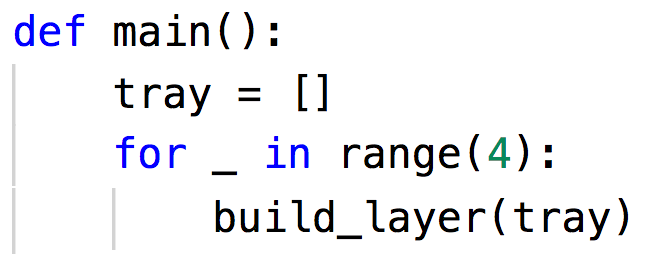 def main():
    tray = []
    for _ in range(4):
        build_layer(tray)